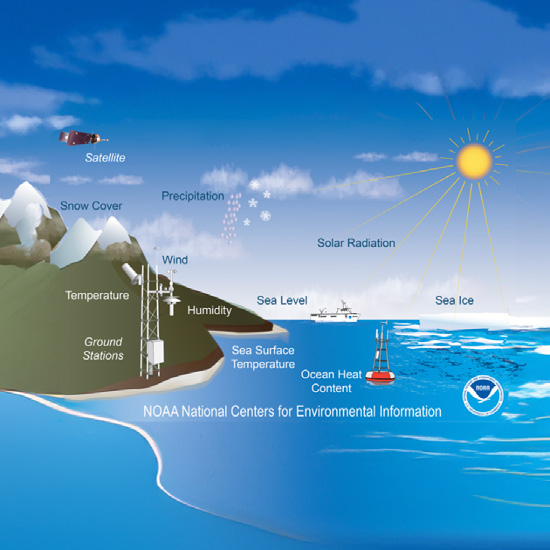 Satellite
Precipitation
Snow Cover
Solar Radiation
Wind
Temperature
Humidity
Sea Level
Sea Ice
Ground
Stations
Sea Surface
Temperature
Ocean Heat
Content
NOAA
NOAA National Centers for Environmental Information